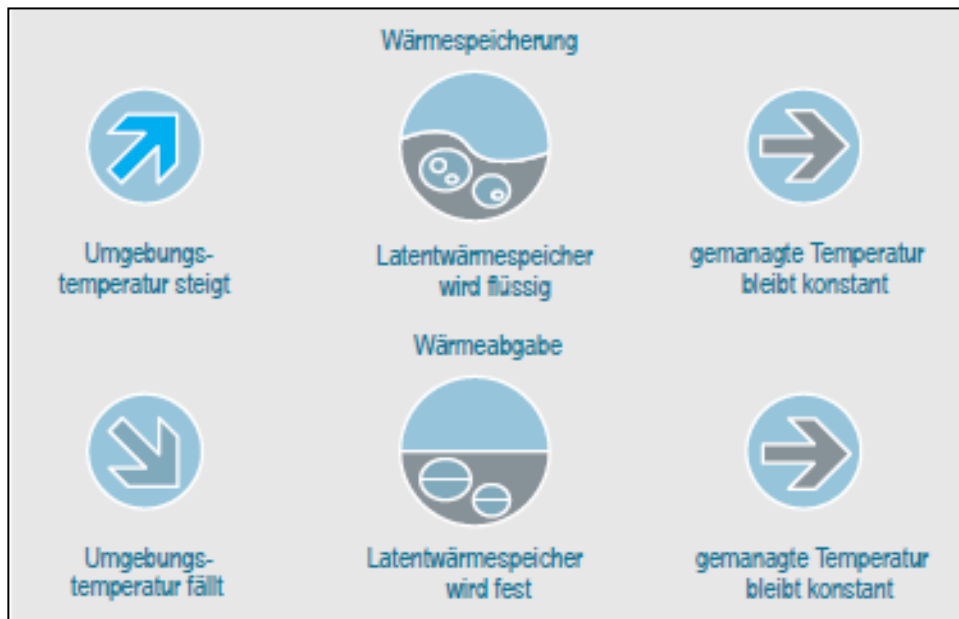 Wärmespeicherung
Umgebungs-
temperatur steigt
Latentwärmespeicher
wird flüssig
gemanagte Temperatur
bleibt konstant
Wärmeabgabe
Umgebungs-
temperatur fällt
Latentwärmespeicher
wird fest
gemanagte Temperatur
bleibt konstant